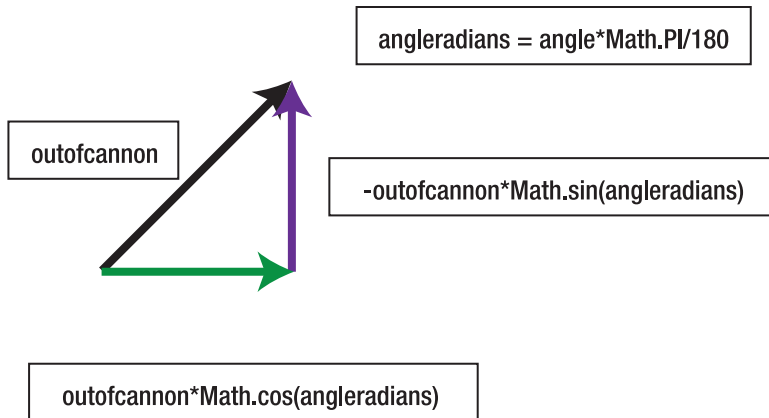 angleradians = angle*Math.PI/180
outofcannon
-outofcannon*Math.sin(angleradians)
outofcannon*Math.cos(angleradians)